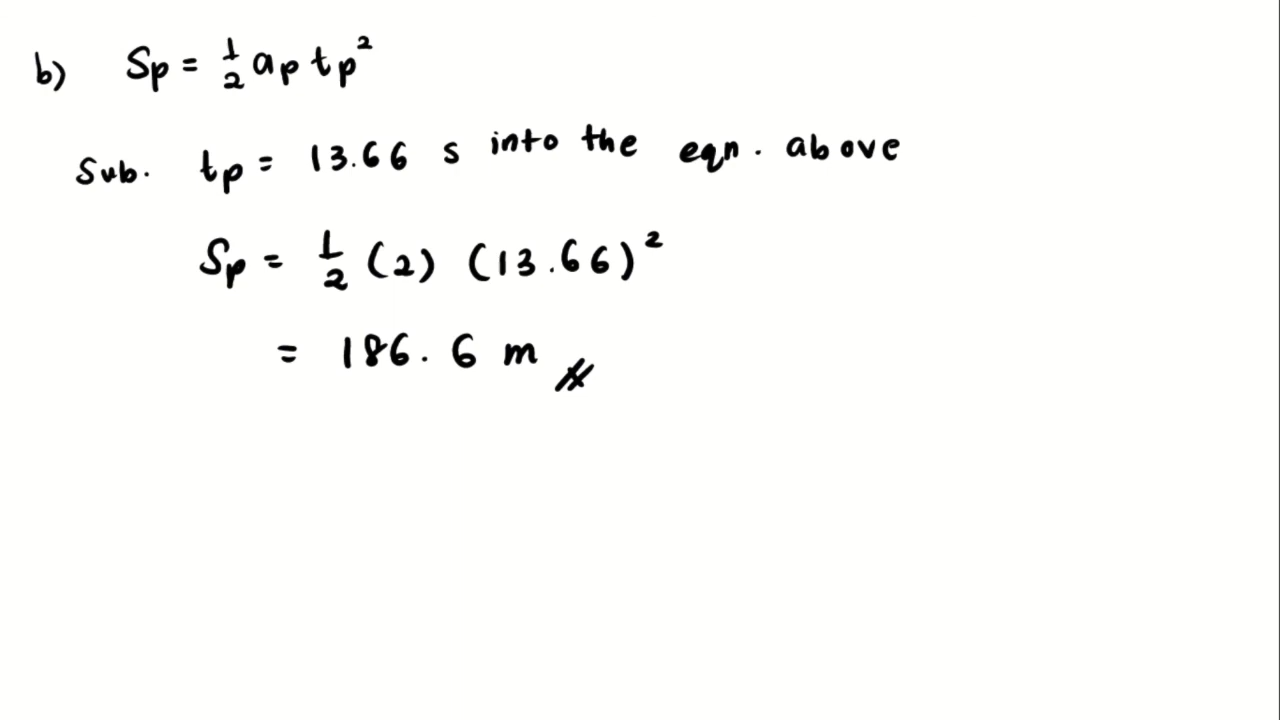 b) Sp = 1/2 ap tp²
Sub. tp = 13.66 s into the eqn. above
Sp = 1/2 (2) (13.66)²
= 186.6 m //